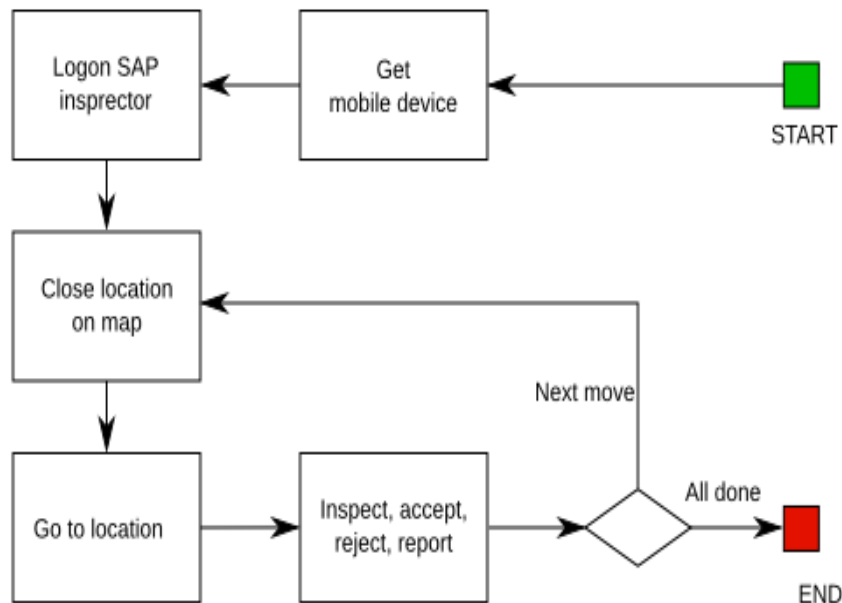 Logon SAP
insprector
Get
mobile device
START
Close location
on map
Next move
Go to location
Inspect, accept,
reject, report
All done
END